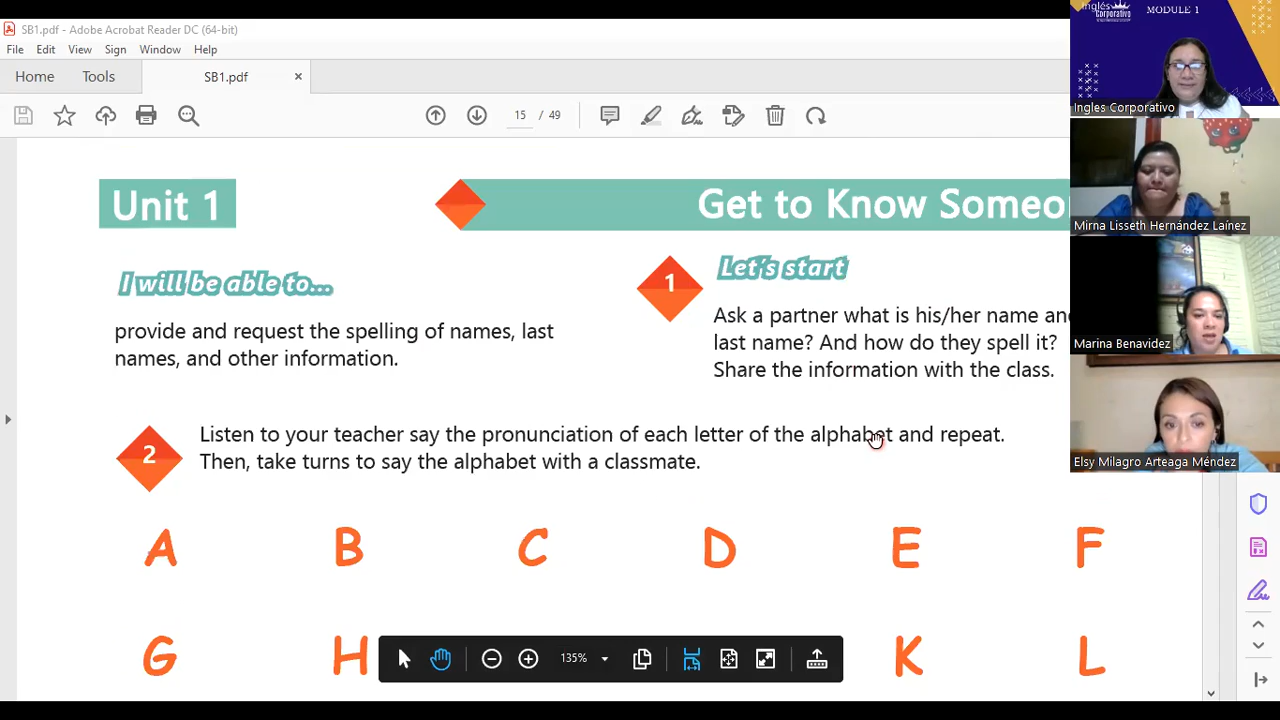 SB1.pdf - Adobe Acrobat Reader DC (64-bit)
File Edit View Sign Window Help
Home Tools SB1.pdf ×
15 / 49
Unit 1
Get to Know Someo
I will be able to...
provide and request the spelling of names, last
names, and other information.
1
Let's start
Ask a partner what is his/her name and
last name? And how do they spell it?
Share the information with the class.
2
Listen to your teacher say the pronunciation of each letter of the alphabet and repeat.
Then, take turns to say the alphabet with a classmate.
A B C D E F
G H K L
135%
Inglés
Corporativo
MODULE 1
Ingles Corporativo
Mirna Lisseth Hernández Laínez
Marina Benavidez
Elsy Milagro Arteaga Méndez